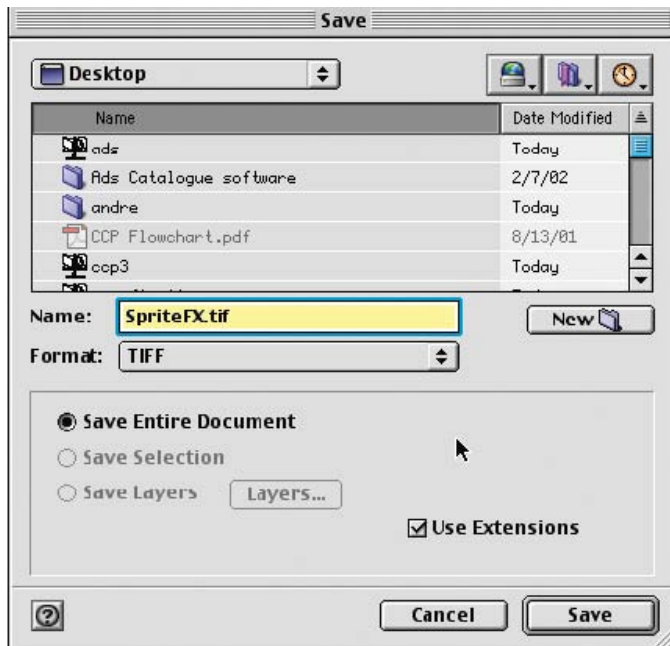 Save
Desktop
Name Date Modified
ads Today
Ads Catalogue software 2/7/02
andre Today
CCP Flowchart.pdf 8/13/01
ccp3 Today
Name: SpriteFX.tif New
Format: TIFF
Save Entire Document
Save Selection
Save Layers Layers...
Use Extensions
? Cancel Save